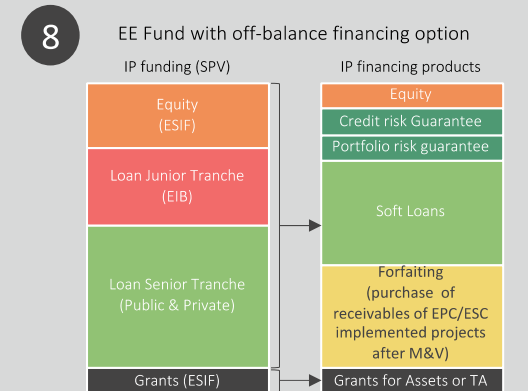 8
EE Fund with off-balance financing option
IP funding (SPV)
Equity
(ESIF)
Loan Junior Tranche
(EIB)
Loan Senior Tranche
(Public & Private)
Grants (ESIF)
IP financing products
Equity
Credit risk Guarantee
Portfolio risk guarantee
Soft Loans
Forfaiting
(purchase of
receivables of EPC/ESC
implemented projects
after M&V)
Grants for Assets or TA